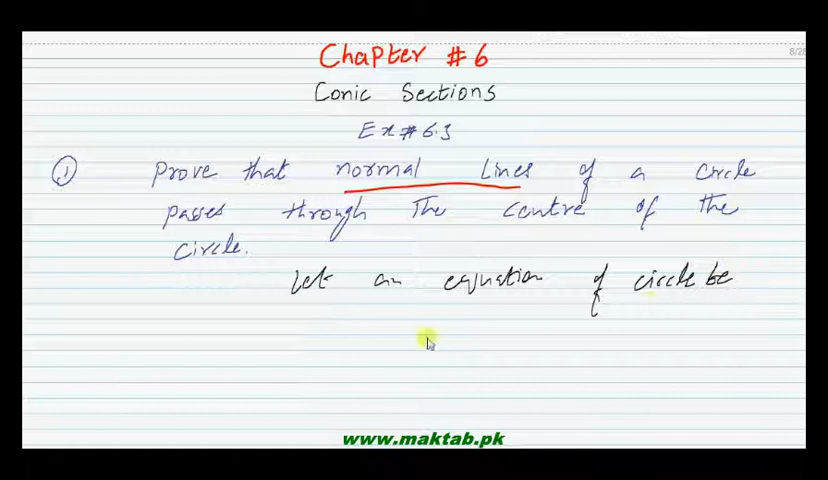 Chapter # 6
Conic Sections
Ex # 6.3
Q1 Prove that normal Lines of a circle
passes through The centre of the
circle.
Let an equation of circle be
www.maktab.pk